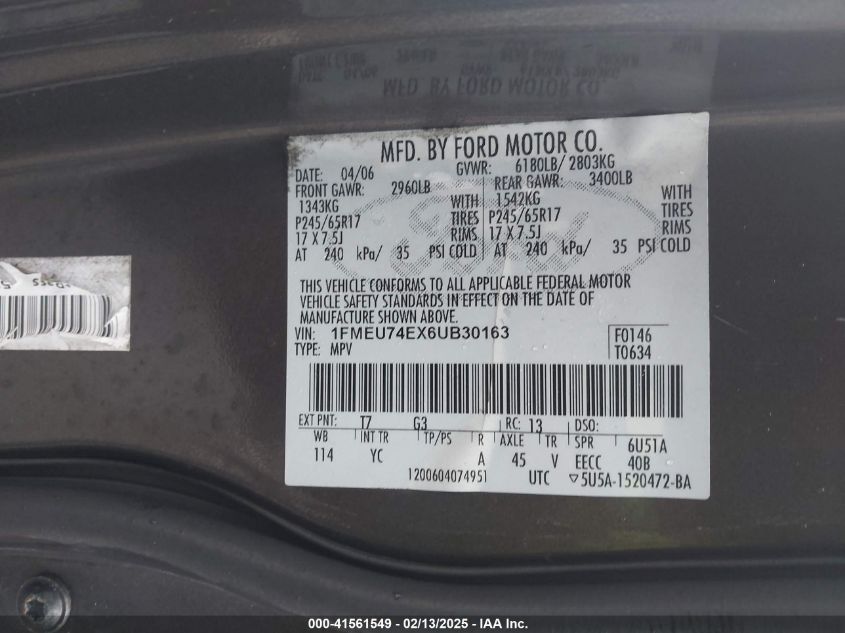 MFD. BY FORD MOTOR CO.
DATE: 04/06 GVWR: 6180LB/ 2803KG
FRONT GAWR: 2960LB REAR GAWR: 3400LB
1343KG WITH 1542KG WITH
P245/65R17 TIRES P245/65R17 TIRES
17 X 7.5J RIMS 17 X 7.5J RIMS
AT 240 kPa/ 35 PSI COLD AT 240 kPa/ 35 PSI COLD
THIS VEHICLE CONFORMS TO ALL APPLICABLE FEDERAL MOTOR
VEHICLE SAFETY STANDARDS IN EFFECT ON THE DATE OF
MANUFACTURE SHOWN ABOVE.
VIN: 1FMEU74EX6UB30163 F0146
TYPE: MPV T0634
EXT PNT: T7 G3 RC: 13 DSO:
WB INT TR TP/PS R AXLE TR SPR 6U51A
114 YC A 45 V EECC 40B
1200604074951 UTC ▽5U5A-1520472-BA
000-41561549 - 02/13/2025 - IAA Inc.